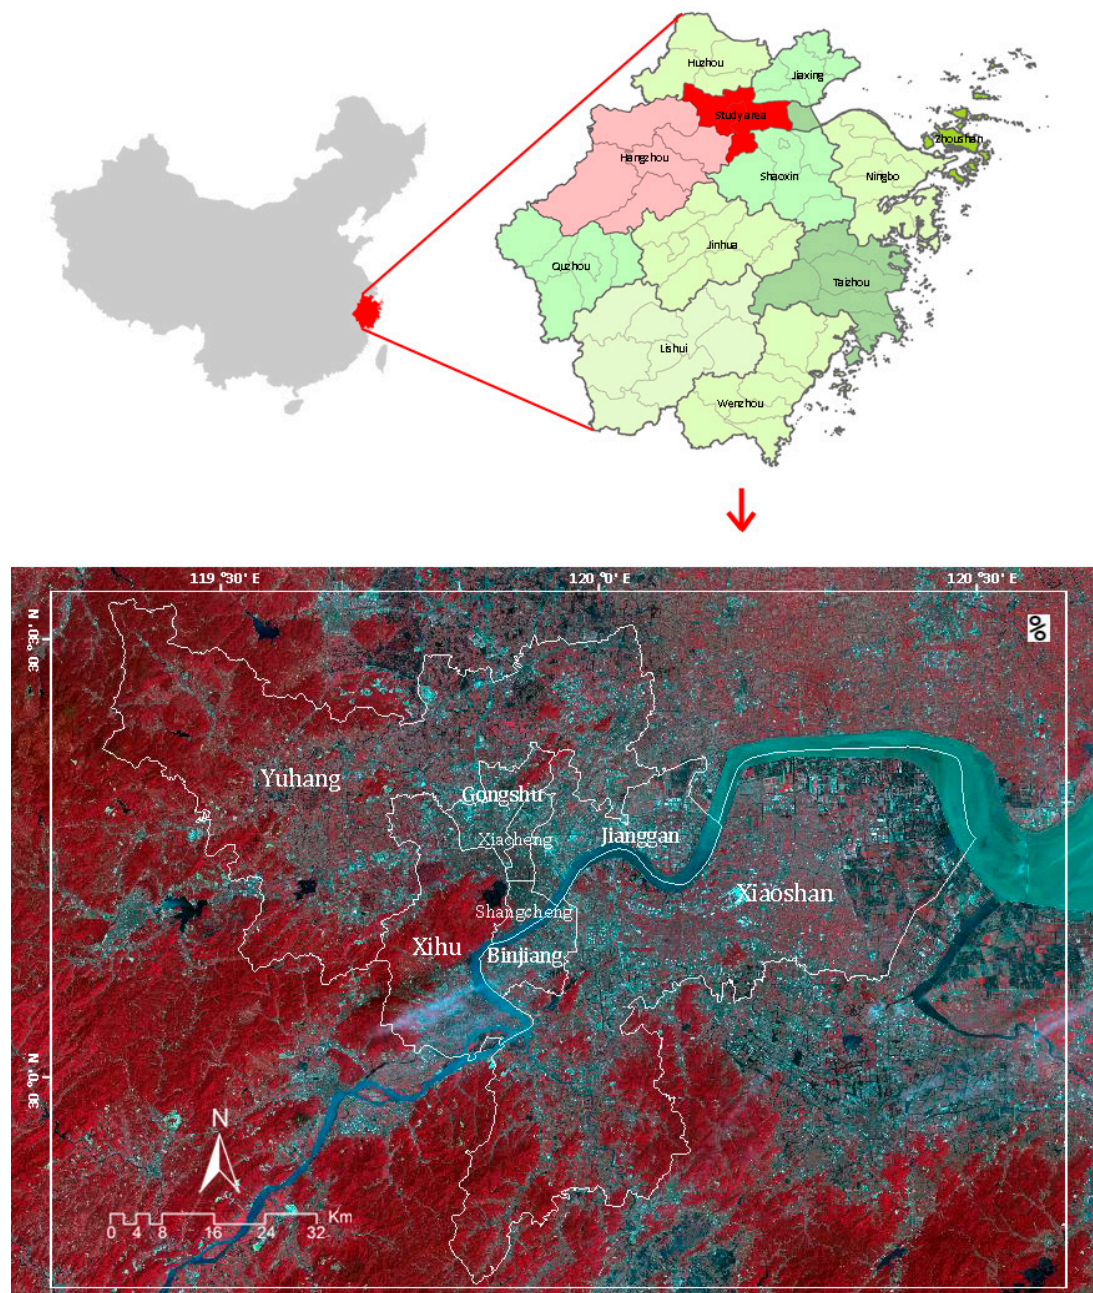 Huzhou
Jiaxing
Study area
Zhoushan
Hangzhou
Shaoxin
Ningbo
Jinhua
Quzhou
Taizhou
Lishui
Wenzhou
119 °30' E
120 °0' E
120 °30' E
30 °30' N
%
Yuhang
Gongshu
Xiacheng
Jianggan
Xiaoshan
Shangcheng
Xihu
Binjiang
30 °0' N
N
Km
0 4 8 16 24 32